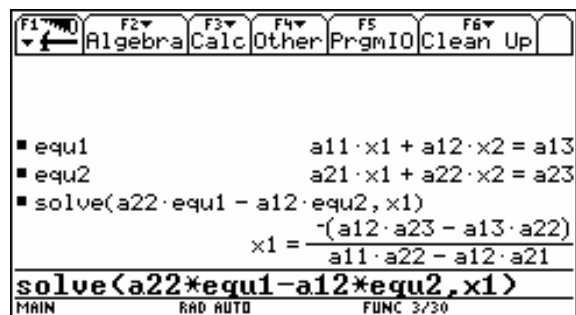 F1 F2 F3 F4 F5 F6
Algebra Calc Other PrgmIO Clean Up
▪ equ1 a11·x1 + a12·x2 = a13
▪ equ2 a21·x1 + a22·x2 = a23
▪ solve(a22·equ1 - a12·equ2, x1)
x1 = ⁻(a12·a23 - a13·a22)
a11·a22 - a12·a21
solve(a22*equ1-a12*equ2,x1)
MAIN RAD AUTO FUNC 3/30